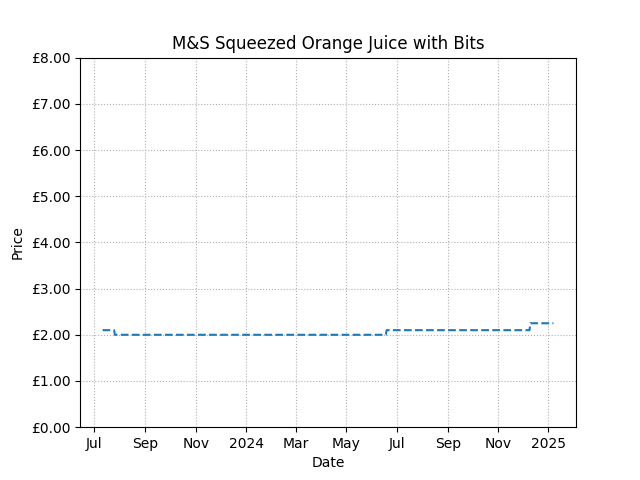 M&S Squeezed Orange Juice with Bits
£8.00
£7.00
£6.00
£5.00
£4.00
£3.00
£2.00
£1.00
£0.00
Price
Jul Sep Nov 2024 Mar May Jul Sep Nov 2025
Date